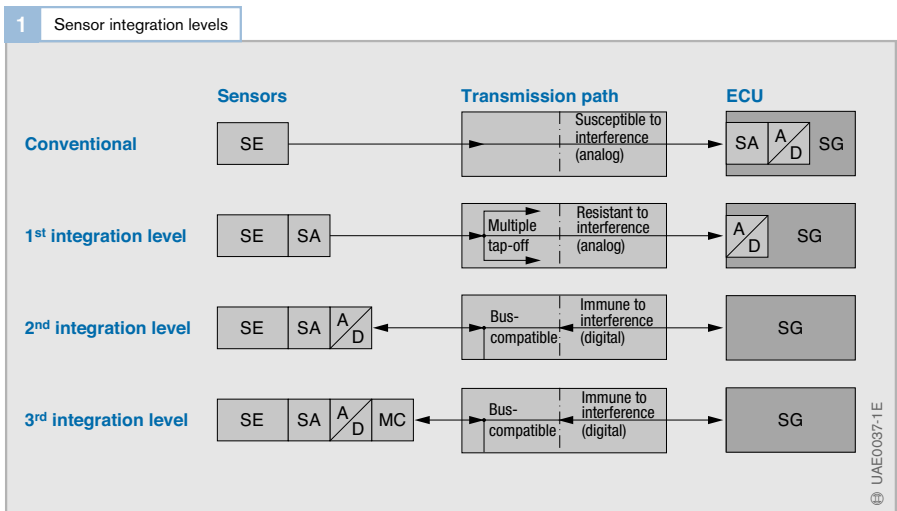 1 Sensor integration levels
Sensors Transmission path ECU
Conventional
SE
Susceptible to
interference
(analog)
SA A/D SG
1st integration level
SE SA
Multiple
tap-off
Resistant to
interference
(analog)
A/D SG
2nd integration level
SE SA A/D
Bus-
compatible
Immune to
interference
(digital)
SG
3rd integration level
SE SA A/D MC
Bus-
compatible
Immune to
interference
(digital)
SG
UAE0037-1E